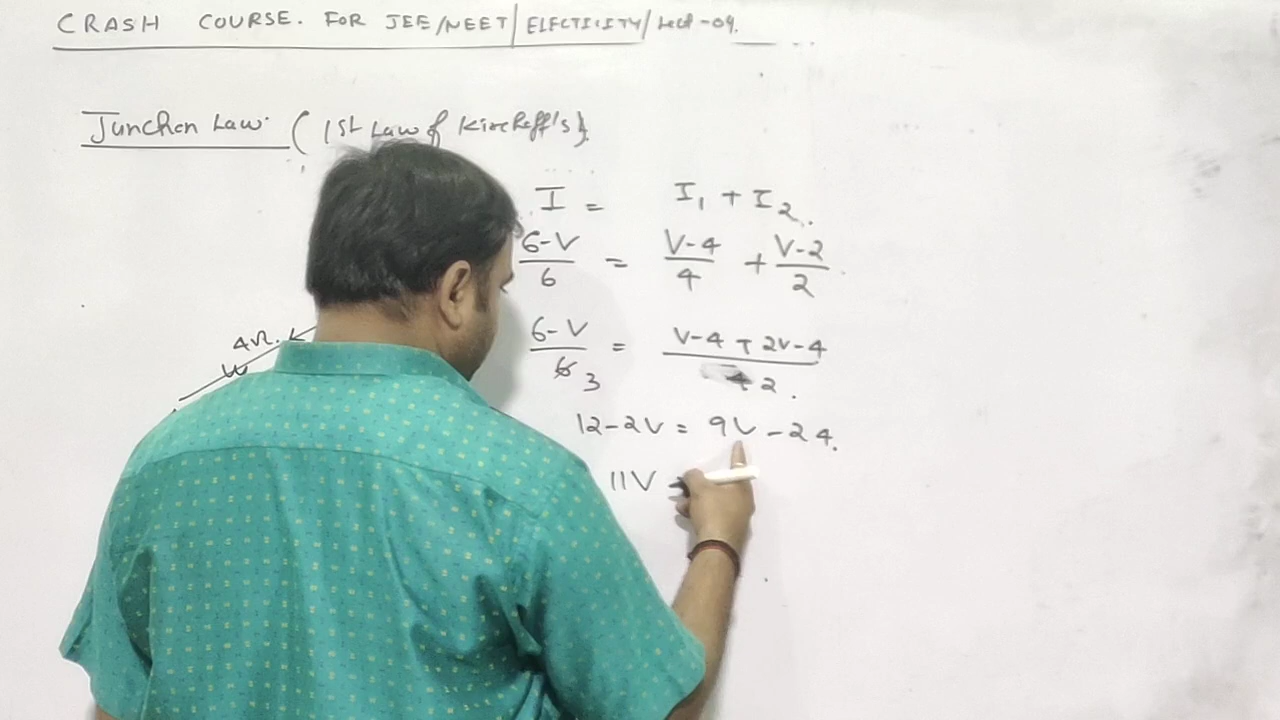 CRASH COURSE. FOR JEE/NEET/ELECTICITY/Lect-04.
Junction Law. (1st Law of Kircheff's).
I = I1 + I2.
6-V/6 = V-4/4 + V-2/2
6-V/6 3 = V-4+2V-4/4 2.
12-2V = 9V-24.
11V
4Ω.